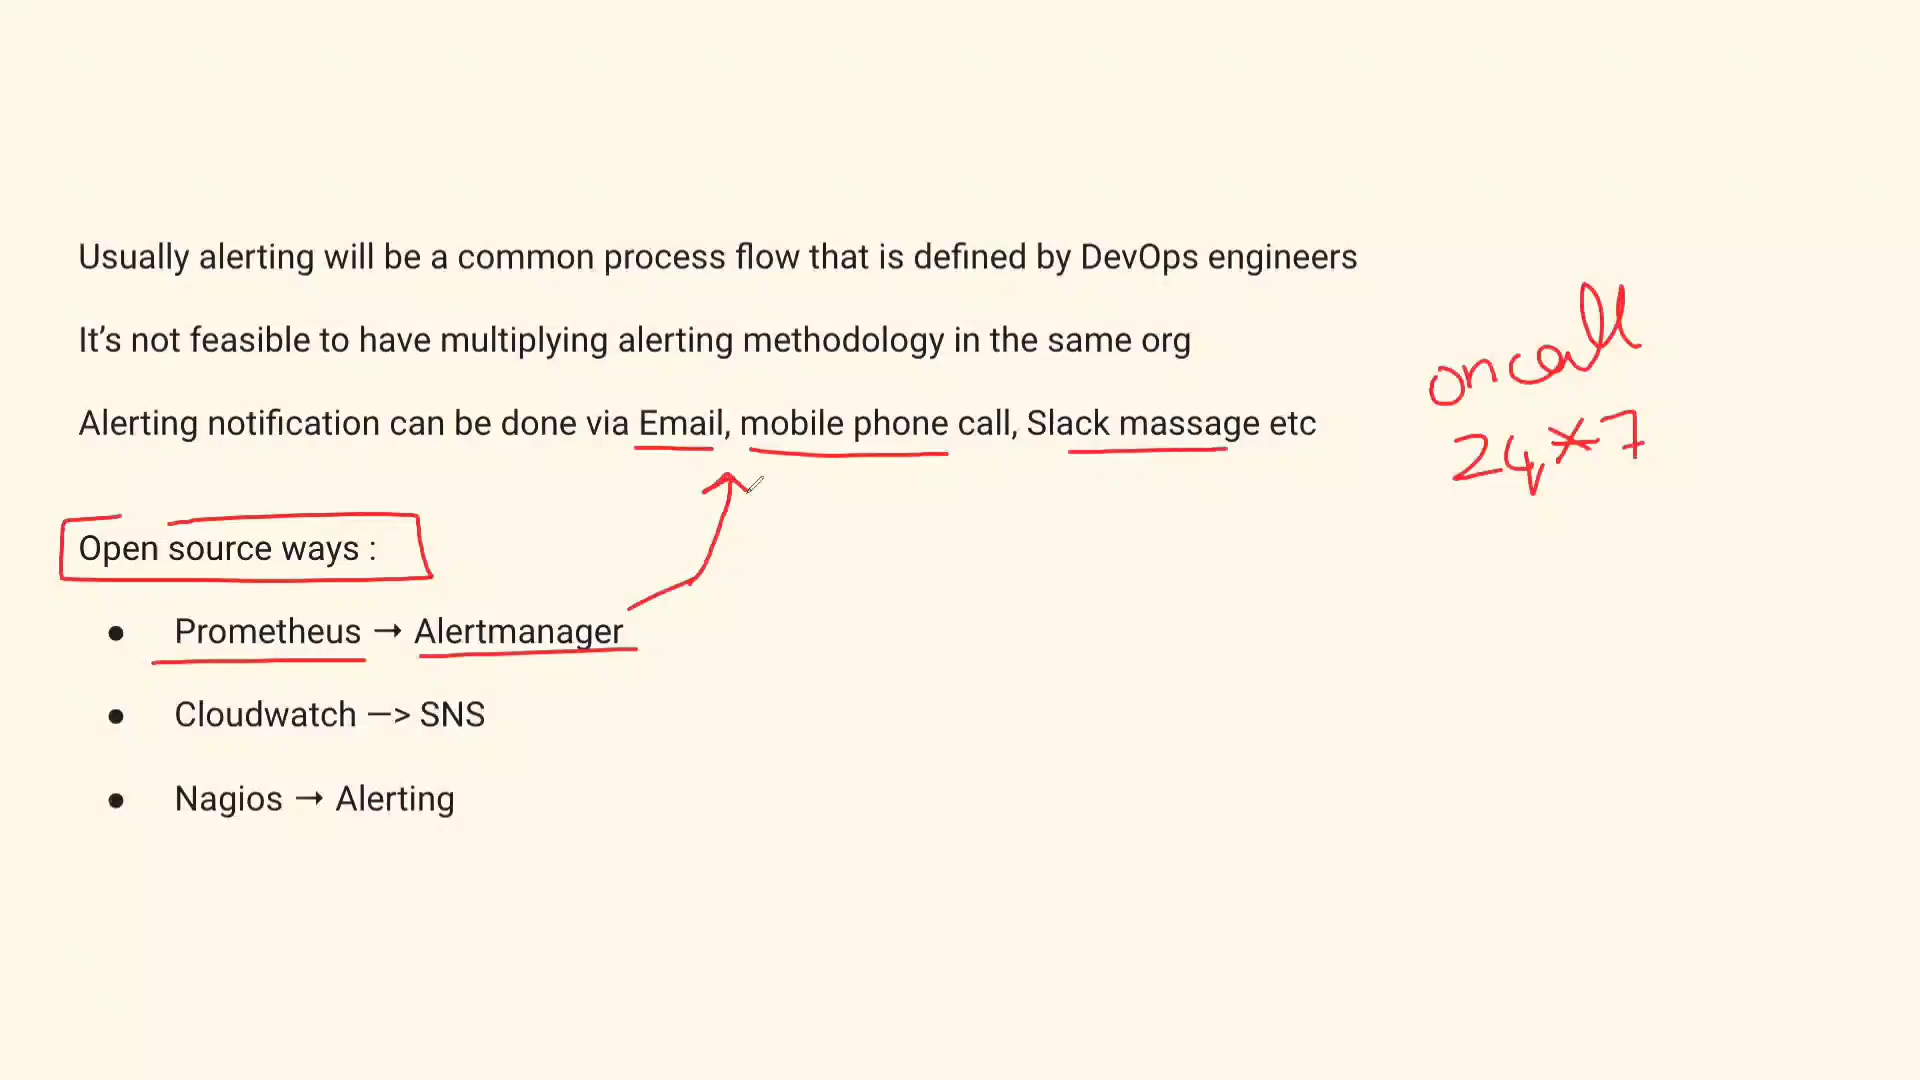 Usually alerting will be a common process flow that is defined by DevOps engineers
It’s not feasible to have multiplying alerting methodology in the same org
oncall
Alerting notification can be done via Email, mobile phone call, Slack massage etc
24*7
Open source ways :
● Prometheus → Alertmanager
● Cloudwatch —> SNS
● Nagios → Alerting